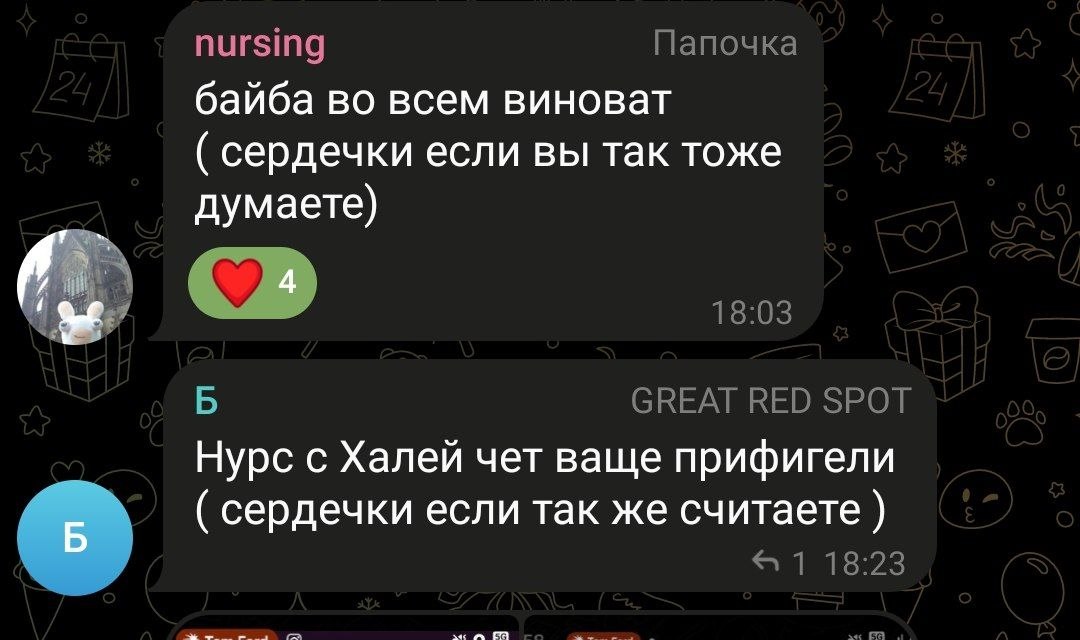 nursing Папочка
байба во всем виноват
( сердечки если вы так тоже
думаете)
4
18:03
Б GREAT RED SPOT
Нурс с Халей чет ваще прифигели
( сердечки если так же считаете )
Б
1 18:23